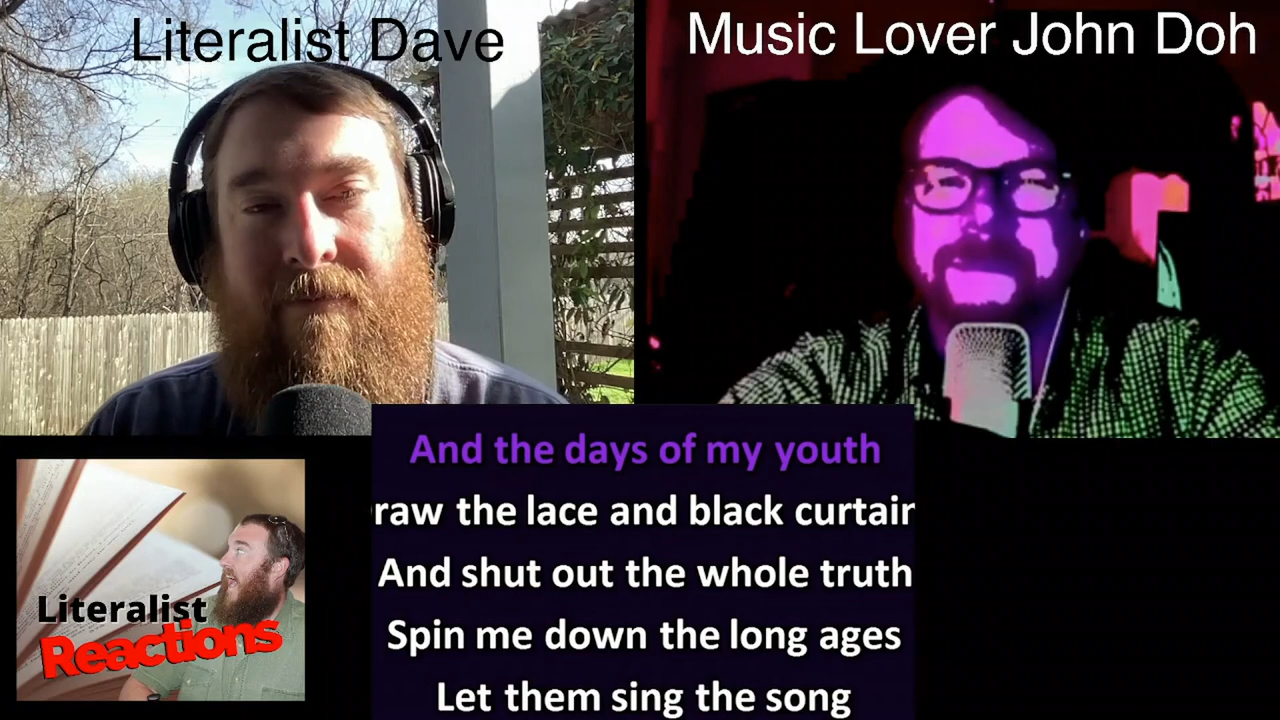 Literalist Dave
Music Lover John Doh
And the days of my youth
raw the lace and black curtain
And shut out the whole truth
Spin me down the long ages
Let them sing the song
Literalist
Reactions